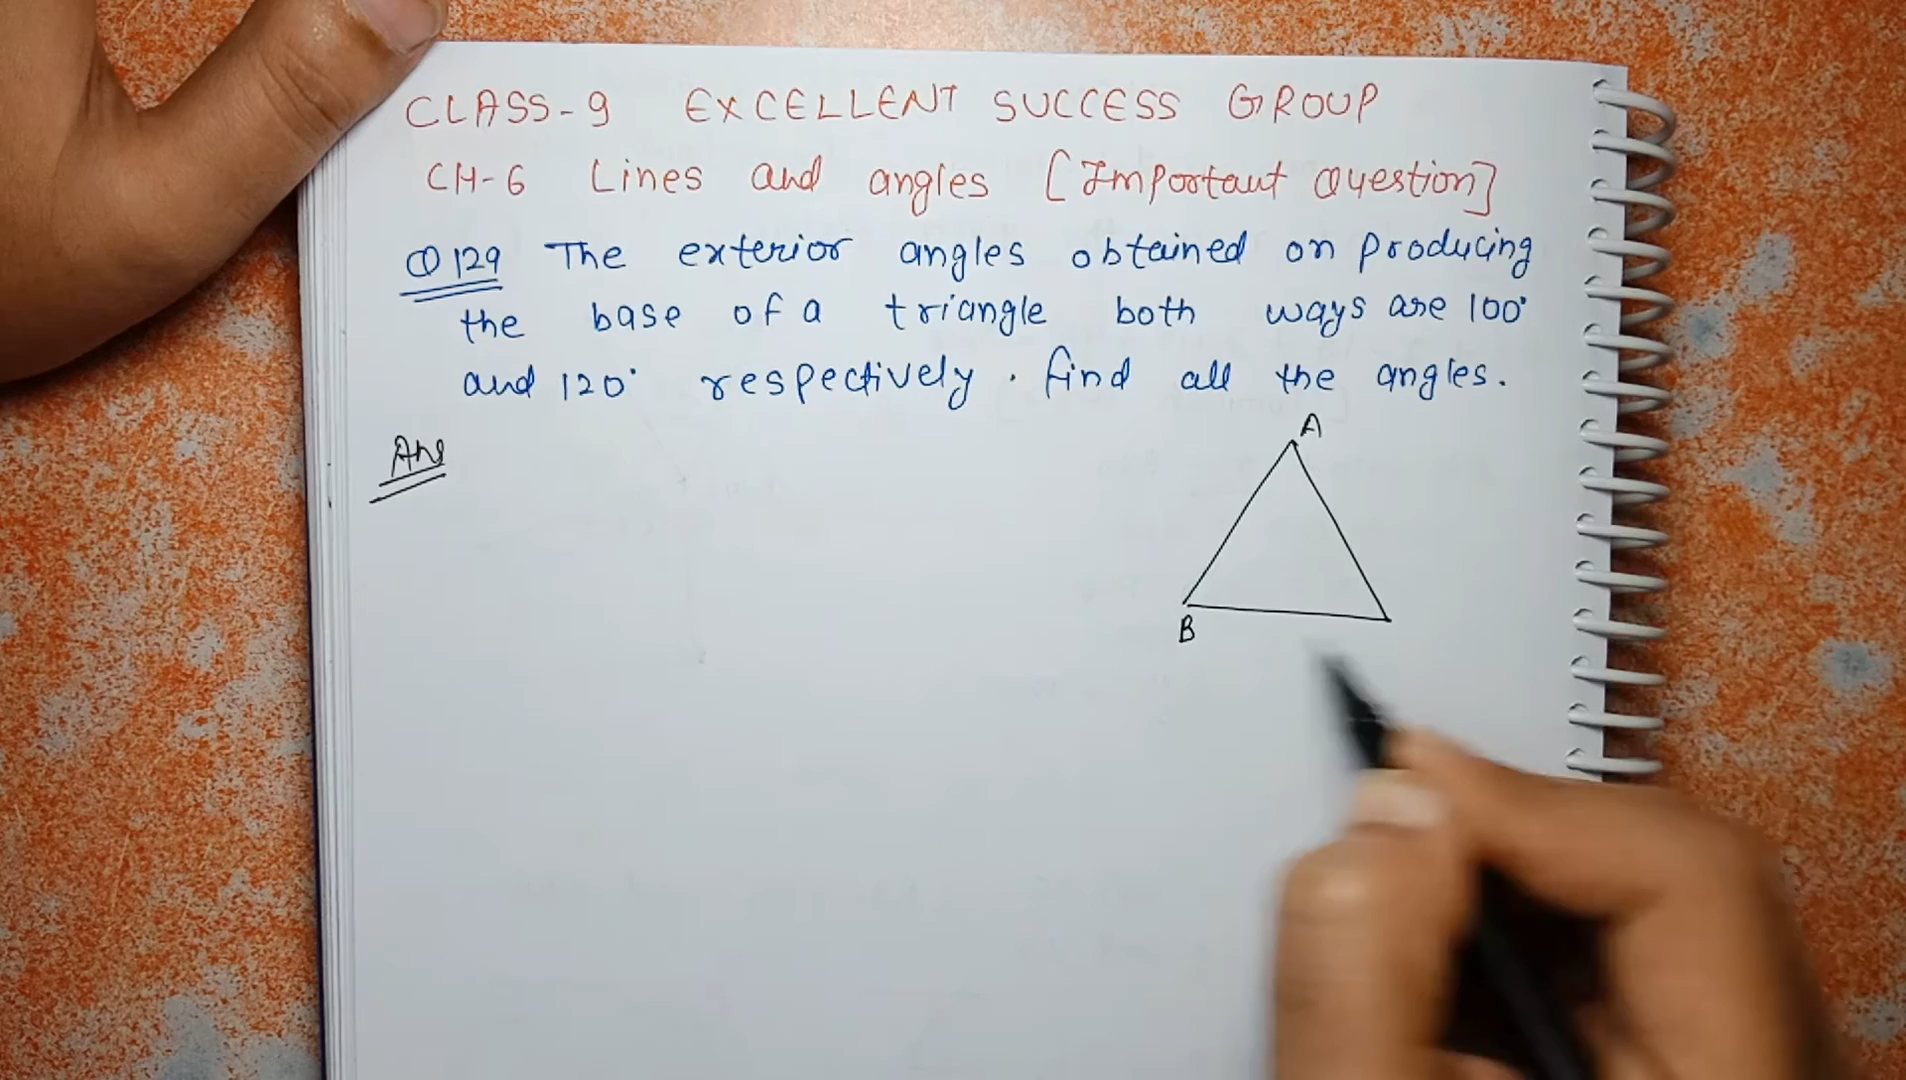 CLASS-9 EXCELLENT SUCCESS GROUP
CH-6 Lines and angles [Important Question]
Q129 The exterior angles obtained on producing
the base of a triangle both ways are 100°
and 120° respectively. find all the angles.
Ans
A
B